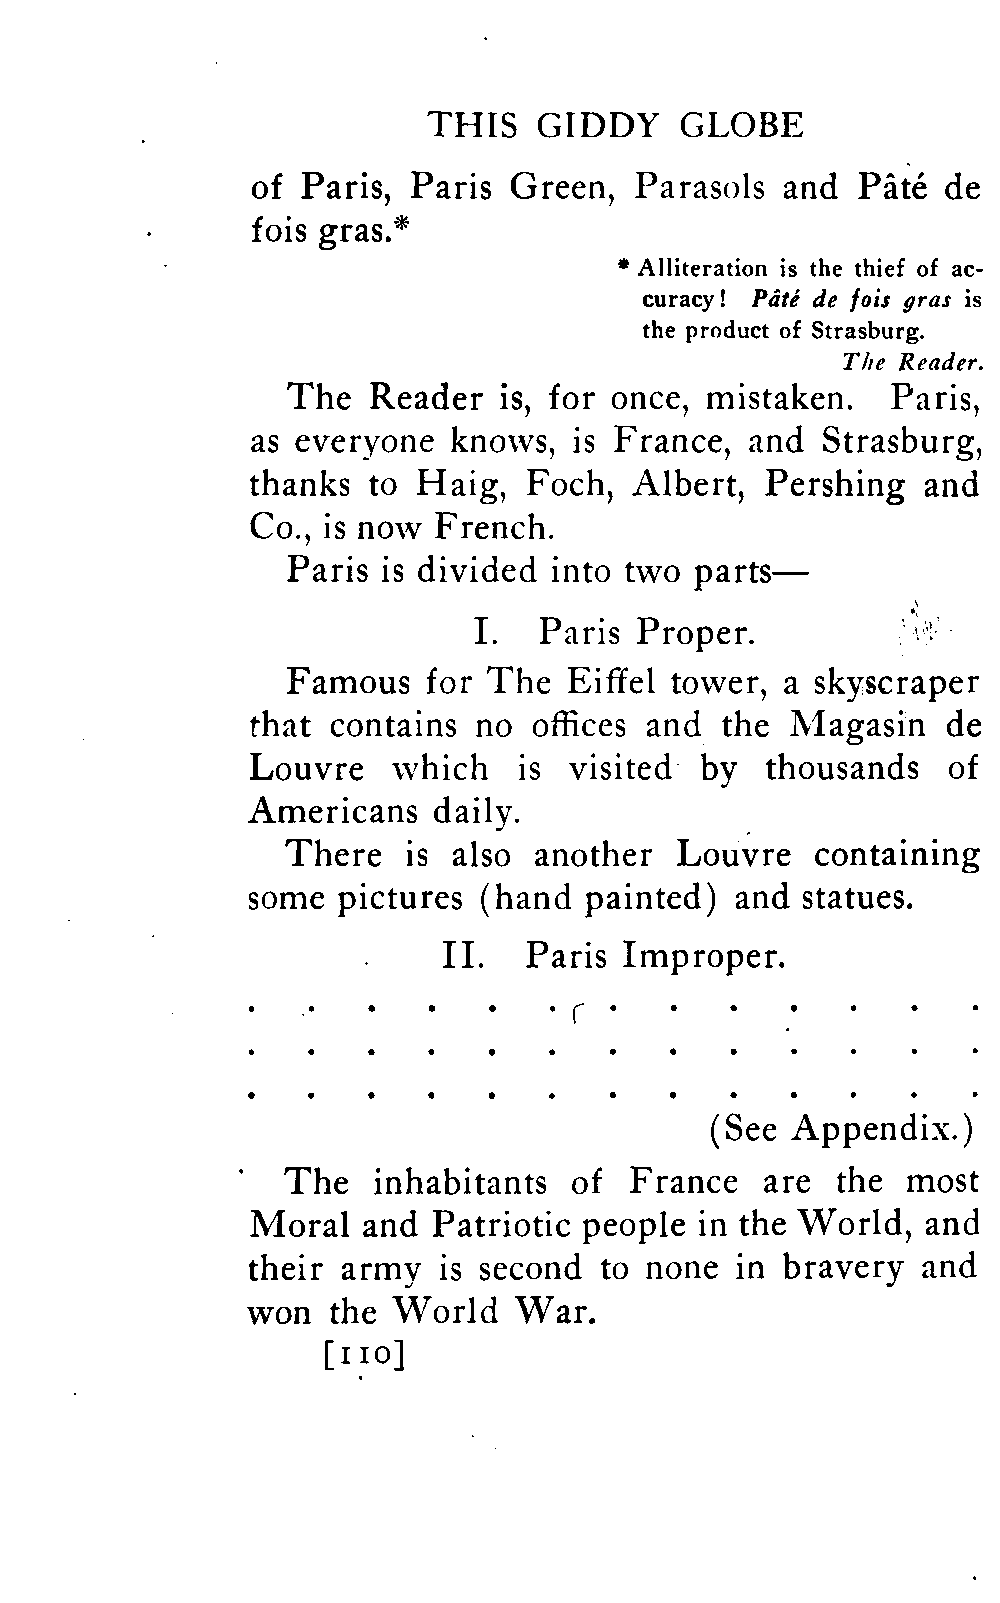 THIS GIDDY GLOBE
of Paris, Paris Green, Parasols and Pâté de
fois gras.*
* Alliteration is the thief of ac-
curacy! Pâté de fois gras is
the product of Strasburg.
The Reader.
The Reader is, for once, mistaken. Paris,
as everyone knows, is France, and Strasburg,
thanks to Haig, Foch, Albert, Pershing and
Co., is now French.
Paris is divided into two parts—
I. Paris Proper.
Famous for The Eiffel tower, a skyscraper
that contains no offices and the Magasin de
Louvre which is visited by thousands of
Americans daily.
There is also another Louvre containing
some pictures (hand painted) and statues.
II. Paris Improper.
. . . . . . . . . . . . .
. . . . . . . . . . . . .
. . . . . . . . . . . . .
(See Appendix.)
The inhabitants of France are the most
Moral and Patriotic people in the World, and
their army is second to none in bravery and
won the World War.
[110]